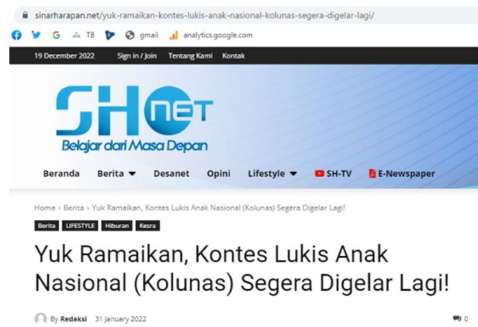 sinarharapan.net/yuk-ramaikan-kontes-lukis-anak-nasional-kolunas-segera-digelar-lagi/
TB gmail analytics.google.com
19 December 2022 Sign in / Join Tentang Kami Kontak
SH net
Belajar dari Masa Depan
Beranda Berita Desanet Opini Lifestyle SH-TV E-Newspaper
Home › Berita › Yuk Ramaikan, Kontes Lukis Anak Nasional (Kolunas) Segera Digelar Lagi!
Berita LIFESTYLE Hiburan Kesra
Yuk Ramaikan, Kontes Lukis Anak
Nasional (Kolunas) Segera Digelar Lagi!
By Redaksi 31 January 2022 0